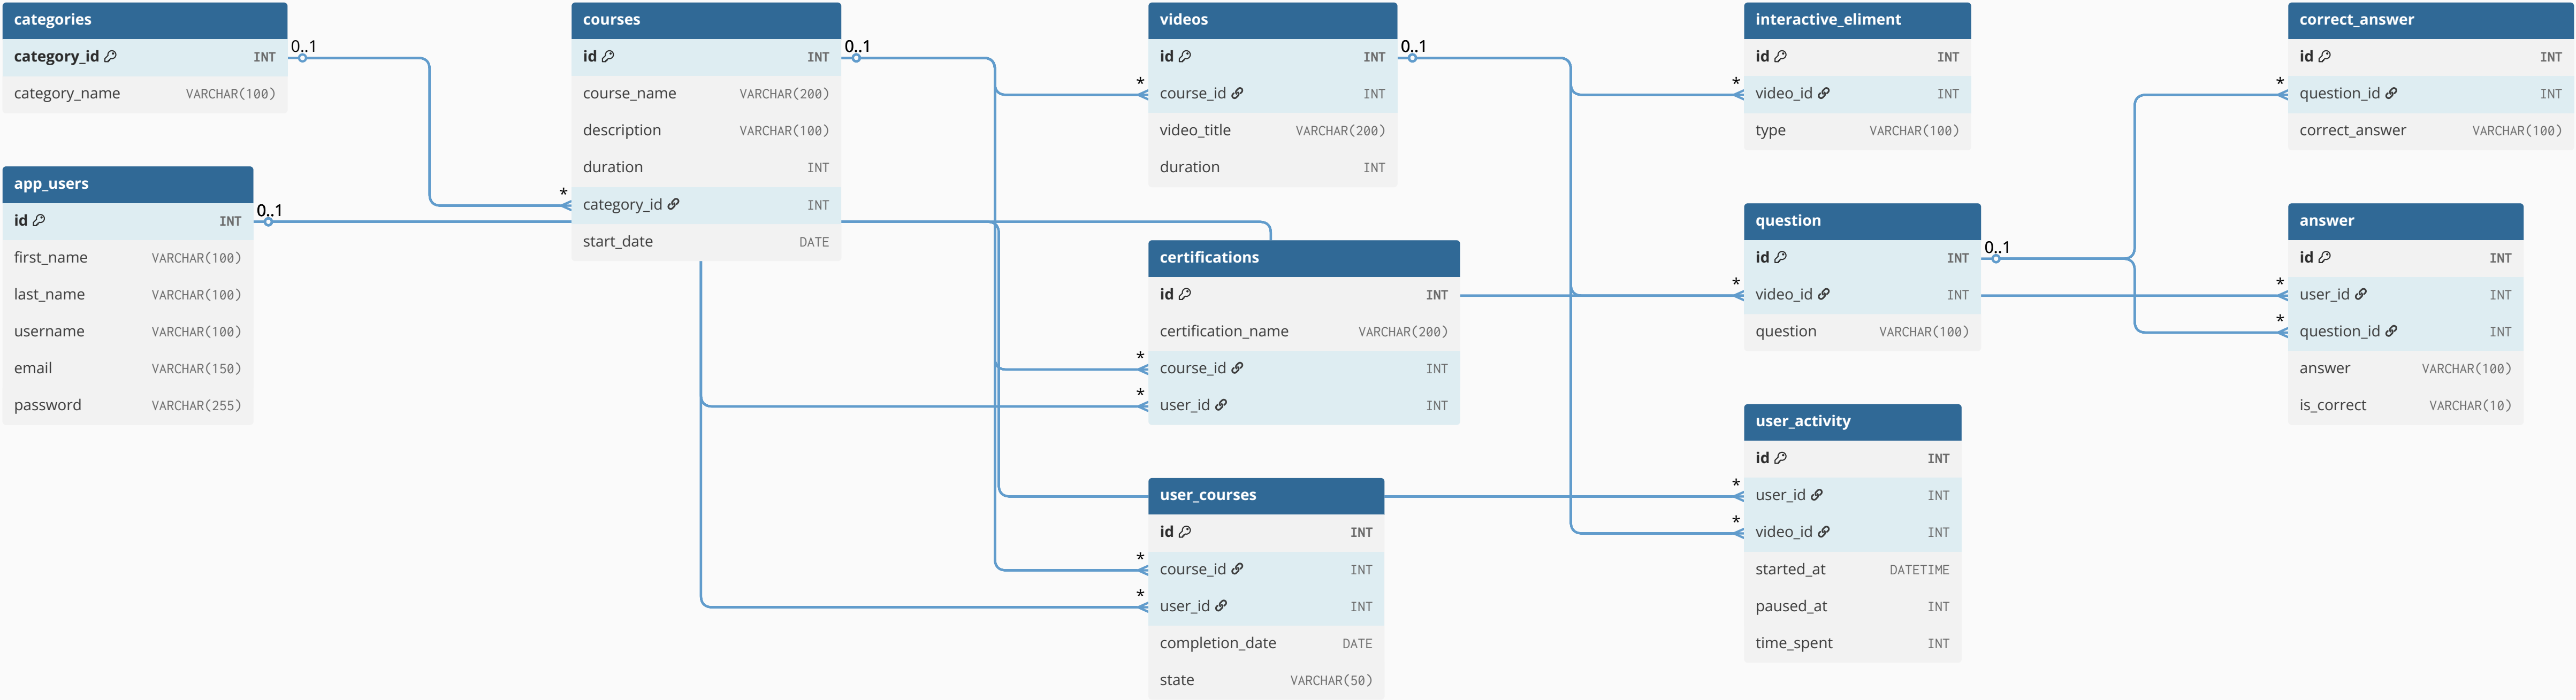 categories
category_id INT
category_name VARCHAR(100)
0..1
app_users
id INT
first_name VARCHAR(100)
last_name VARCHAR(100)
username VARCHAR(100)
email VARCHAR(150)
password VARCHAR(255)
0..1
*
courses
id INT
course_name VARCHAR(200)
description VARCHAR(100)
duration INT
category_id INT
start_date DATE
0..1
*
videos
id INT
course_id INT
video_title VARCHAR(200)
duration INT
0..1
certifications
id INT
certification_name VARCHAR(200)
* course_id INT
* user_id INT
user_courses
id INT
* course_id INT
* user_id INT
completion_date DATE
state VARCHAR(50)
interactive_eliment
id INT
* video_id INT
type VARCHAR(100)
question
id INT
0..1
* video_id INT
question VARCHAR(100)
user_activity
id INT
* user_id INT
* video_id INT
started_at DATETIME
paused_at INT
time_spent INT
correct_answer
id INT
* question_id INT
correct_answer VARCHAR(100)
answer
id INT
* user_id INT
* question_id INT
answer VARCHAR(100)
is_correct VARCHAR(10)